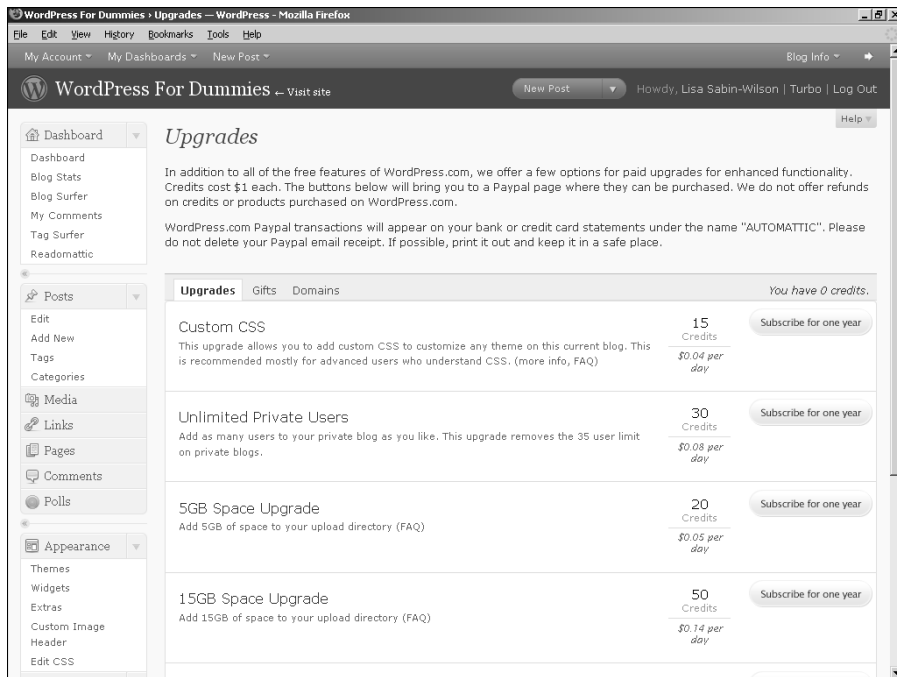 WordPress For Dummies › Upgrades — WordPress - Mozilla Firefox
File Edit View History Bookmarks Tools Help
My Account My Dashboards New Post Blog Info
WordPress For Dummies ← Visit site New Post Howdy, Lisa Sabin-Wilson | Turbo | Log Out
Help
Dashboard
Dashboard
Blog Stats
Blog Surfer
My Comments
Tag Surfer
Readomattic
Posts
Edit
Add New
Tags
Categories
Media
Links
Pages
Comments
Polls
Appearance
Themes
Widgets
Extras
Custom Image
Header
Edit CSS
Upgrades
In addition to all of the free features of WordPress.com, we offer a few options for paid upgrades for enhanced functionality.
Credits cost $1 each. The buttons below will bring you to a Paypal page where they can be purchased. We do not offer refunds
on credits or products purchased on WordPress.com.
WordPress.com Paypal transactions will appear on your bank or credit card statements under the name "AUTOMATTIC". Please
do not delete your Paypal email receipt. If possible, print it out and keep it in a safe place.
Upgrades Gifts Domains You have 0 credits.
Custom CSS
This upgrade allows you to add custom CSS to customize any theme on this current blog. This
is recommended mostly for advanced users who understand CSS. (more info, FAQ)
15
Credits
$0.04 per
day
Subscribe for one year
Unlimited Private Users
Add as many users to your private blog as you like. This upgrade removes the 35 user limit
on private blogs.
30
Credits
$0.08 per
day
Subscribe for one year
5GB Space Upgrade
Add 5GB of space to your upload directory (FAQ)
20
Credits
$0.05 per
day
Subscribe for one year
15GB Space Upgrade
Add 15GB of space to your upload directory (FAQ)
50
Credits
$0.14 per
day
Subscribe for one year